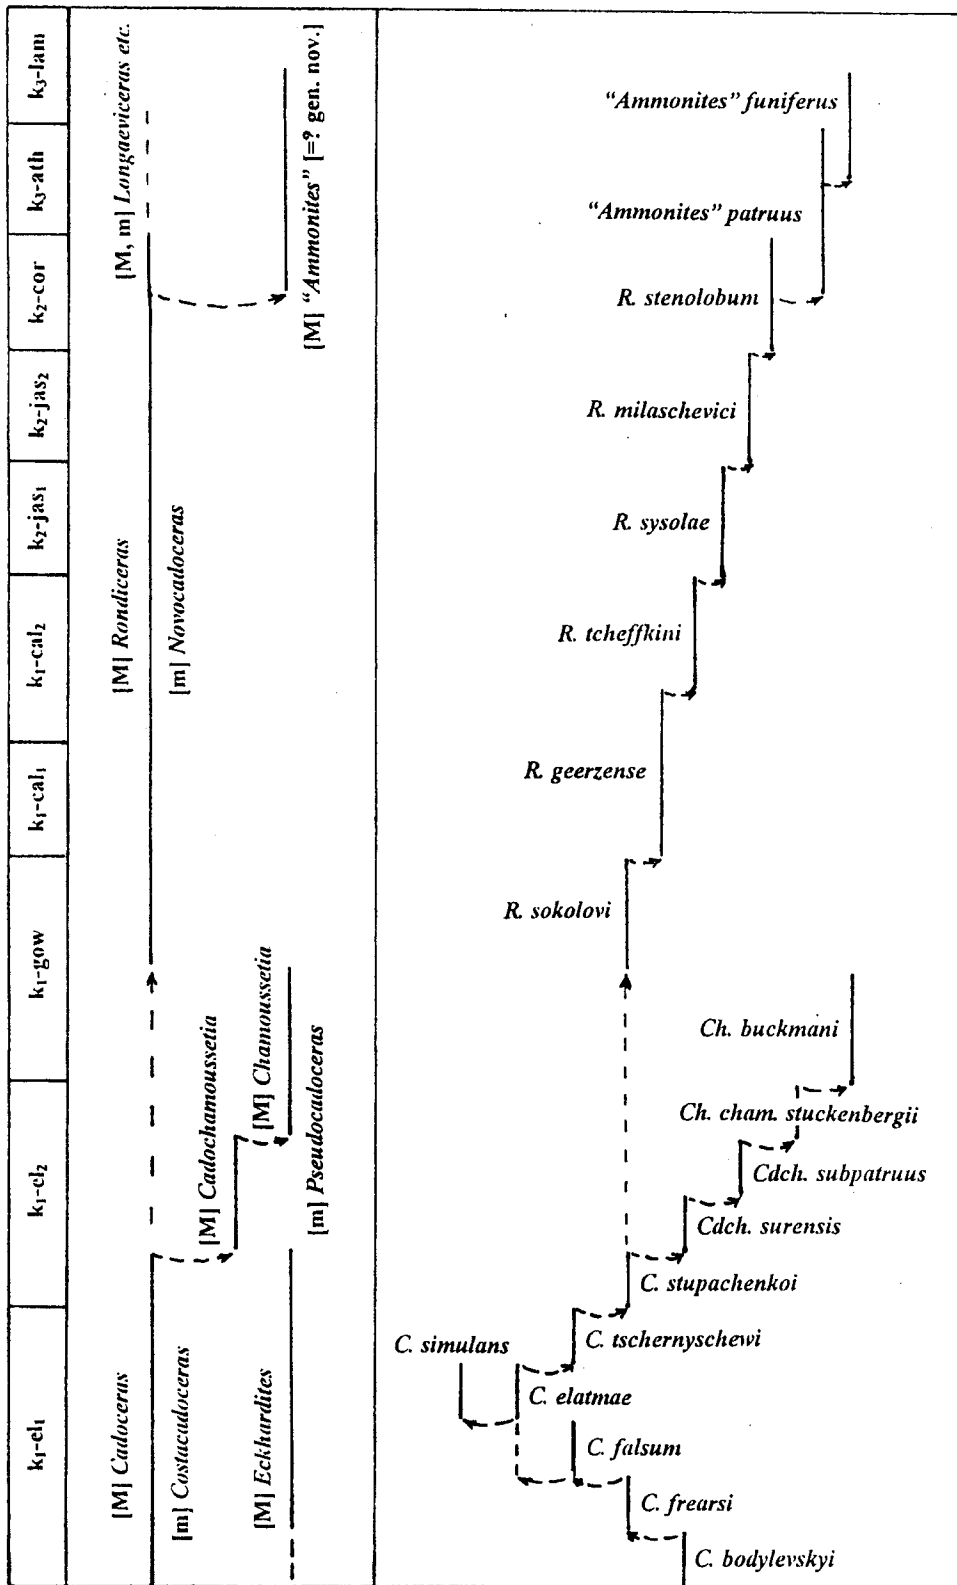 k₃-lam
k₃-ath
k₂-cor
k₂-jas₂
k₂-jas₁
k₁-cal₂
k₁-cal₁
k₁-gow
k₁-el₂
k₁-el₁
[M, m] Longaeviceras etc.
[M] "Ammonites" [=? gen. nov.]
[M] Rondiceras
[m] Novocadoceras
[M] Cadochamoussetia
[M] Chamoussetia
[m] Pseudocadoceras
[M] Cadoceras
[m] Costacadoceras
[M] Eckhardites
"Ammonites" funiferus
"Ammonites" patruus
R. stenolobum
R. milaschevici
R. sysolae
R. tcheffkini
R. geerzense
R. sokolovi
Ch. buckmani
Ch. cham. stuckenbergii
Cdch. subpatruus
Cdch. surensis
C. stupachenkoi
C. tschernyschewi
C. simulans
C. elatmae
C. falsum
C. frearsi
C. bodylevskyi